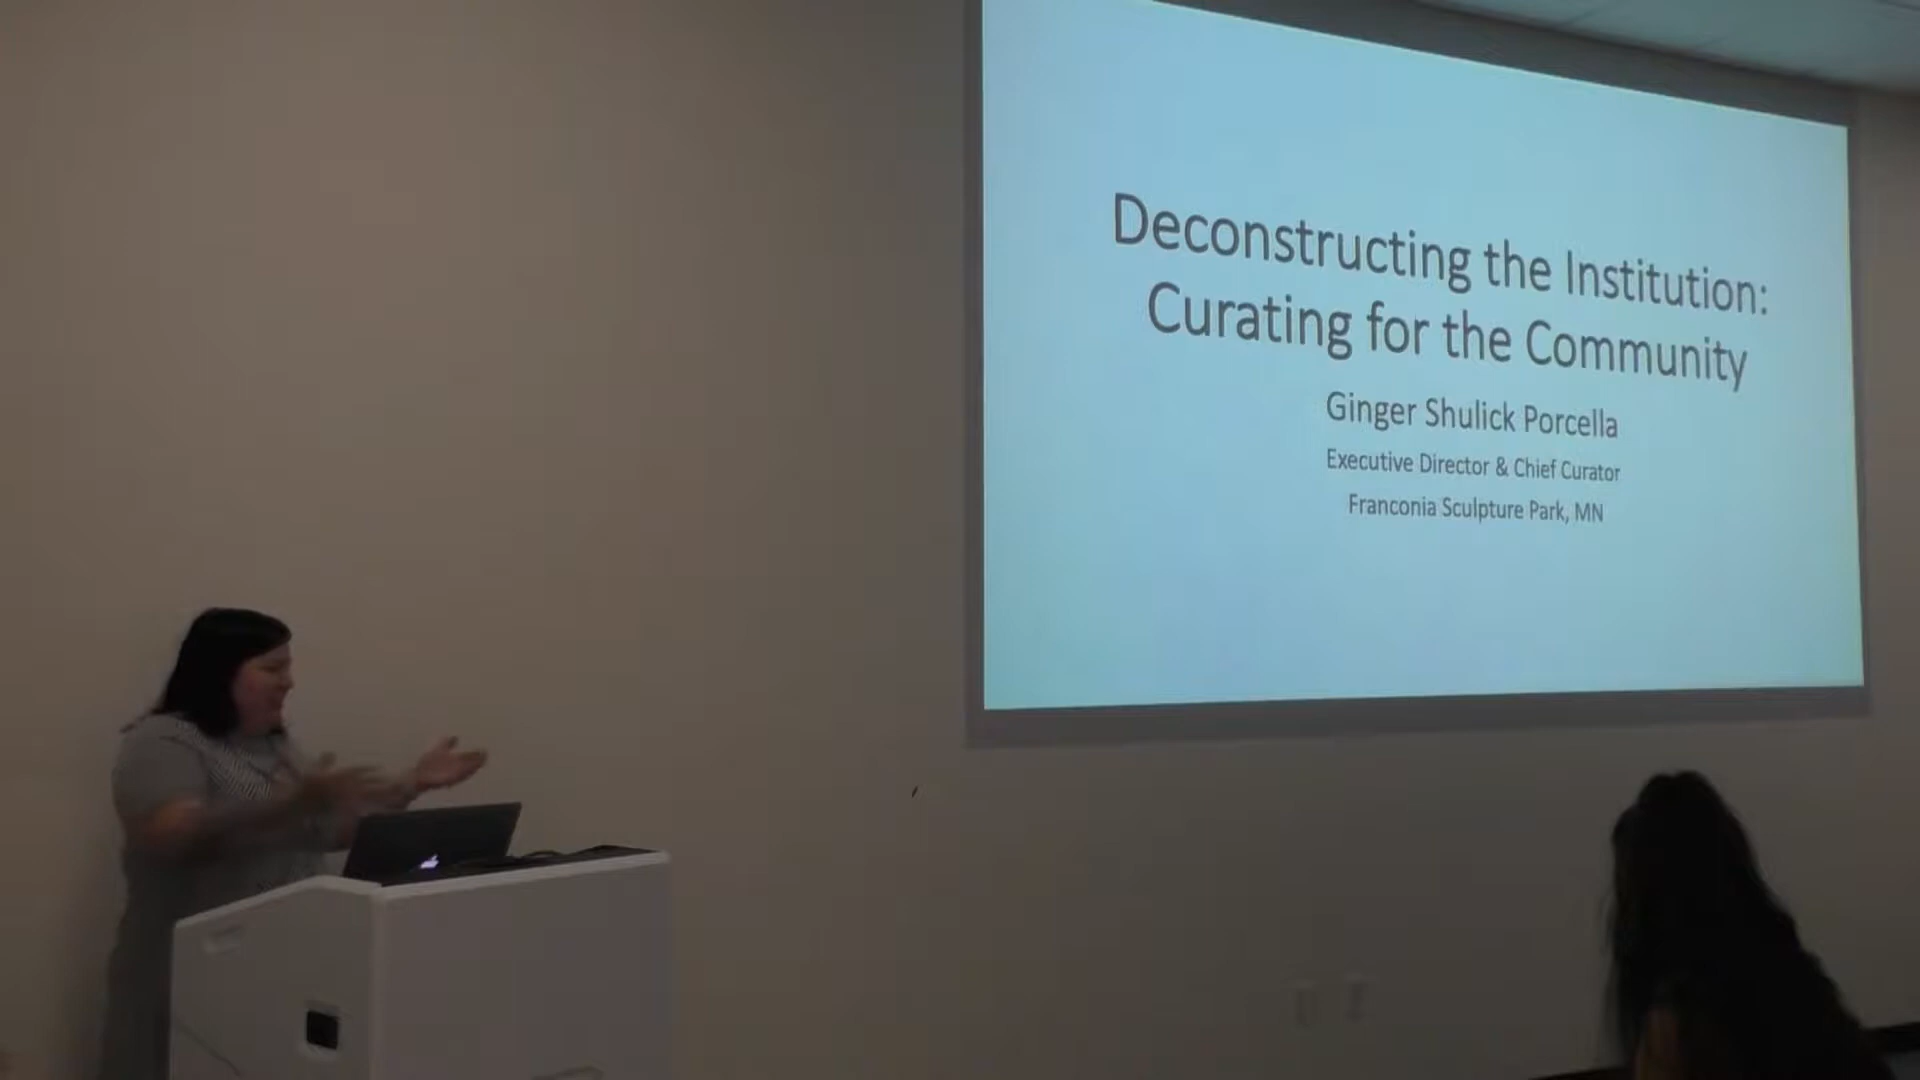 Deconstructing the Institution:
Curating for the Community
Ginger Shulick Porcella
Executive Director & Chief Curator
Franconia Sculpture Park, MN